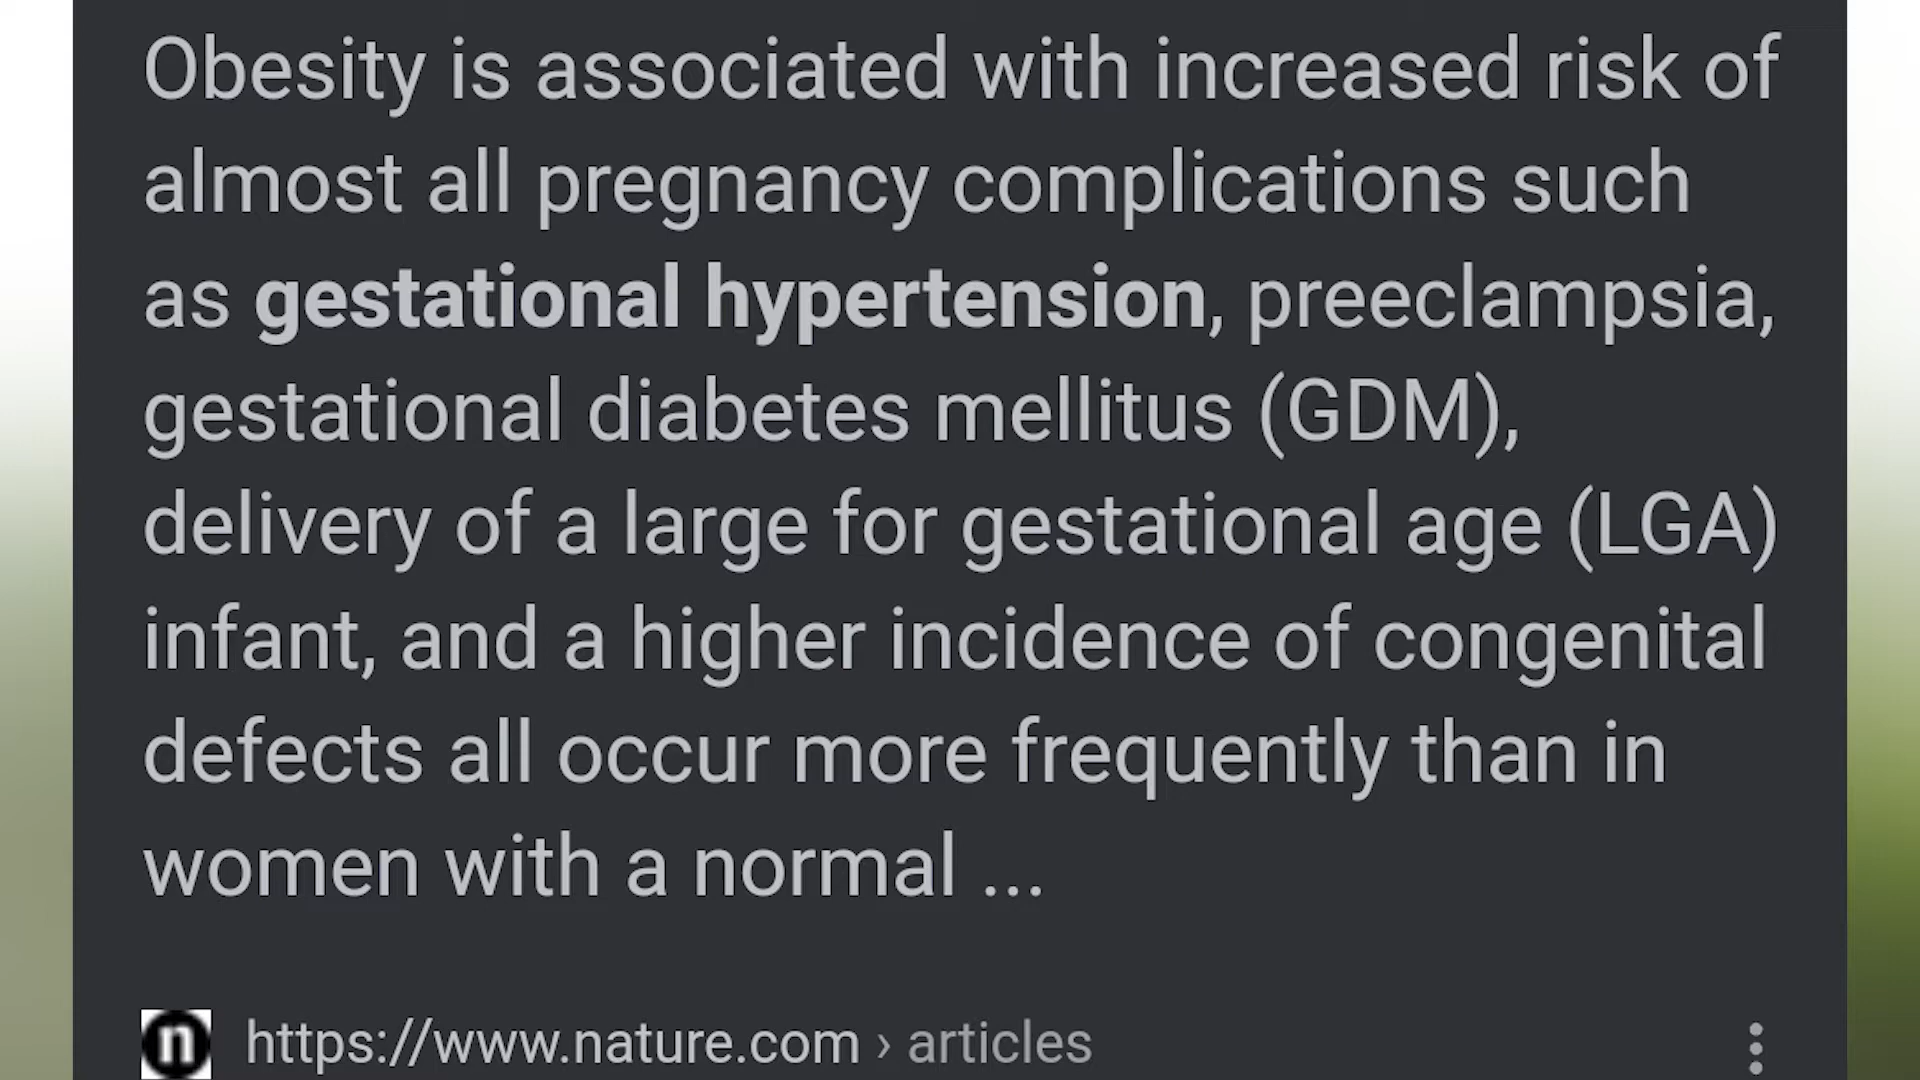 Obesity is associated with increased risk of
almost all pregnancy complications such
as gestational hypertension, preeclampsia,
gestational diabetes mellitus (GDM),
delivery of a large for gestational age (LGA)
infant, and a higher incidence of congenital
defects all occur more frequently than in
women with a normal ...
n https://www.nature.com › articles